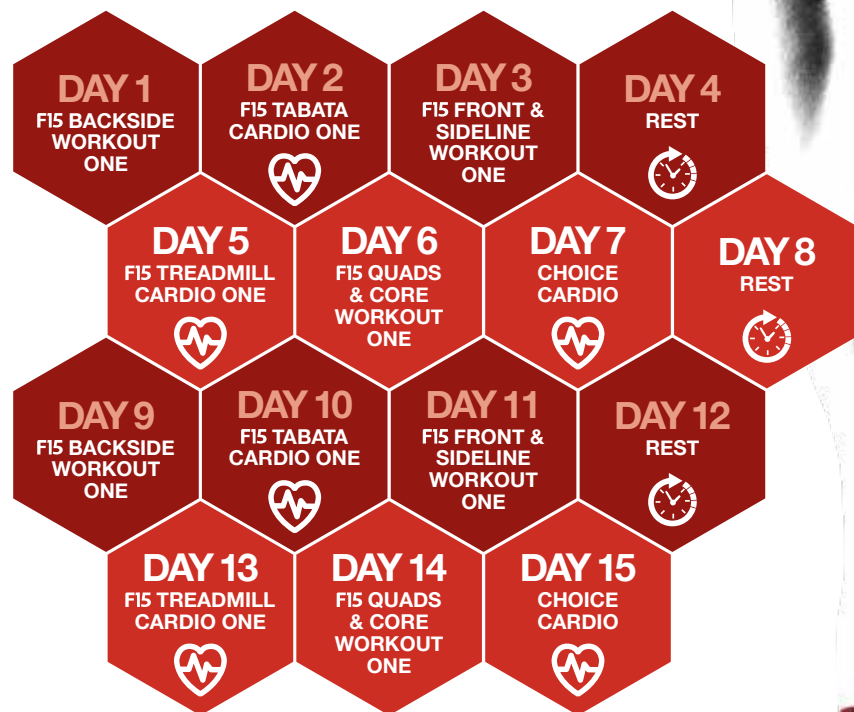 DAY 1
F15 BACKSIDE
WORKOUT
ONE
DAY 2
F15 TABATA
CARDIO ONE
DAY 3
F15 FRONT &
SIDELINE
WORKOUT
ONE
DAY 4
REST
DAY 5
F15 TREADMILL
CARDIO ONE
DAY 6
F15 QUADS
& CORE
WORKOUT
ONE
DAY 7
CHOICE
CARDIO
DAY 8
REST
DAY 9
F15 BACKSIDE
WORKOUT
ONE
DAY 10
F15 TABATA
CARDIO ONE
DAY 11
F15 FRONT &
SIDELINE
WORKOUT
ONE
DAY 12
REST
DAY 13
F15 TREADMILL
CARDIO ONE
DAY 14
F15 QUADS
& CORE
WORKOUT
ONE
DAY 15
CHOICE
CARDIO